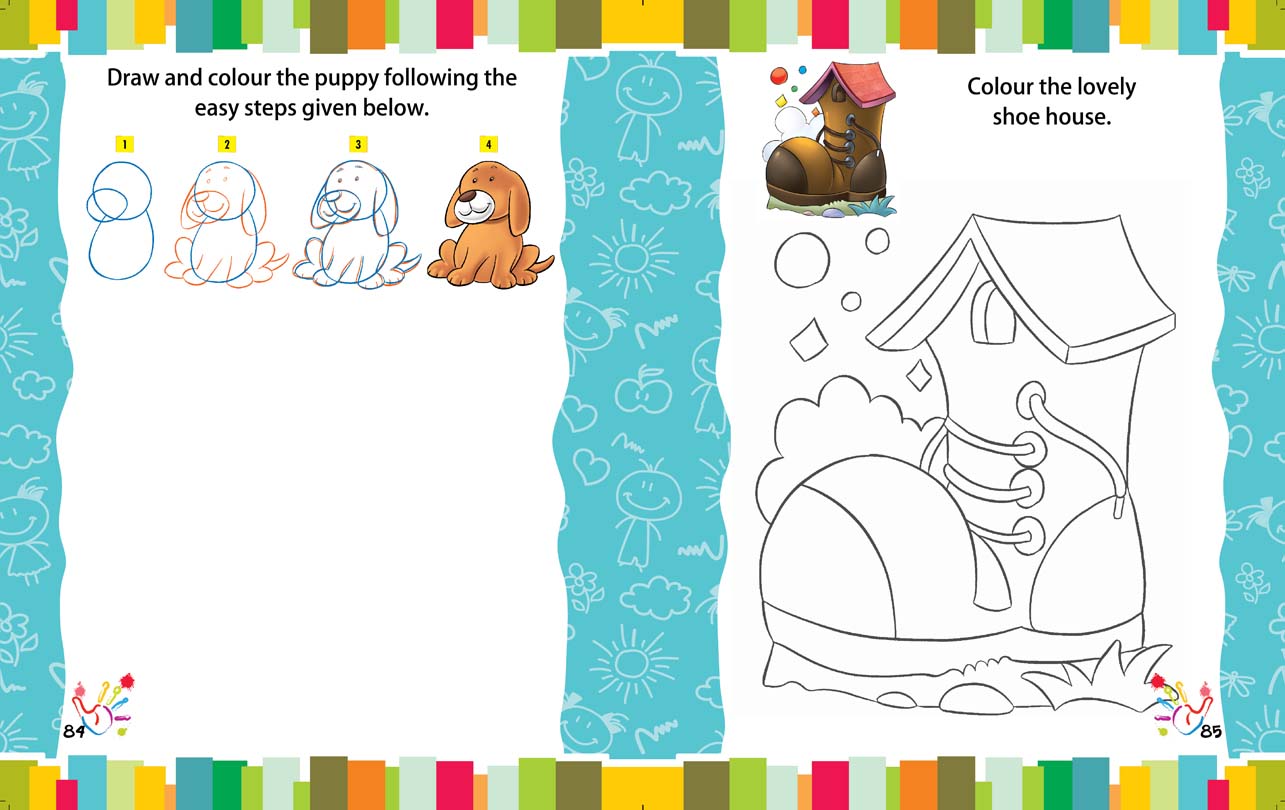 Draw and colour the puppy following the
easy steps given below.
1
2
3
4
84
Colour the lovely
shoe house.
85